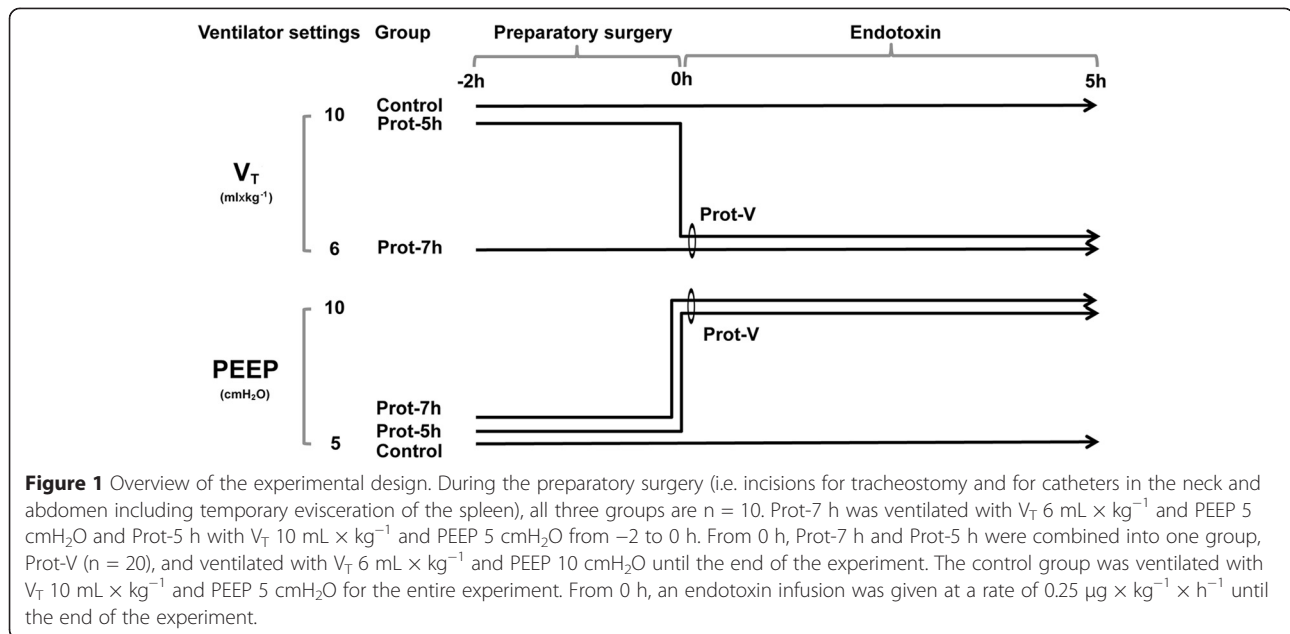 Ventilator settings Group Preparatory surgery Endotoxin
-2h 0h 5h
Control
10
Prot-5h
V_T
(mlxkg⁻¹)
Prot-V
6 Prot-7h
10
Prot-V
PEEP
(cmH₂O)
Prot-7h
Prot-5h
5 Control
Figure 1 Overview of the experimental design. During the preparatory surgery (i.e. incisions for tracheostomy and for catheters in the neck and
abdomen including temporary evisceration of the spleen), all three groups are n = 10. Prot-7 h was ventilated with V_T 6 mL × kg⁻¹ and PEEP 5
cmH₂O and Prot-5 h with V_T 10 mL × kg⁻¹ and PEEP 5 cmH₂O from −2 to 0 h. From 0 h, Prot-7 h and Prot-5 h were combined into one group,
Prot-V (n = 20), and ventilated with V_T 6 mL × kg⁻¹ and PEEP 10 cmH₂O until the end of the experiment. The control group was ventilated with
V_T 10 mL × kg⁻¹ and PEEP 5 cmH₂O for the entire experiment. From 0 h, an endotoxin infusion was given at a rate of 0.25 μg × kg⁻¹ × h⁻¹ until
the end of the experiment.